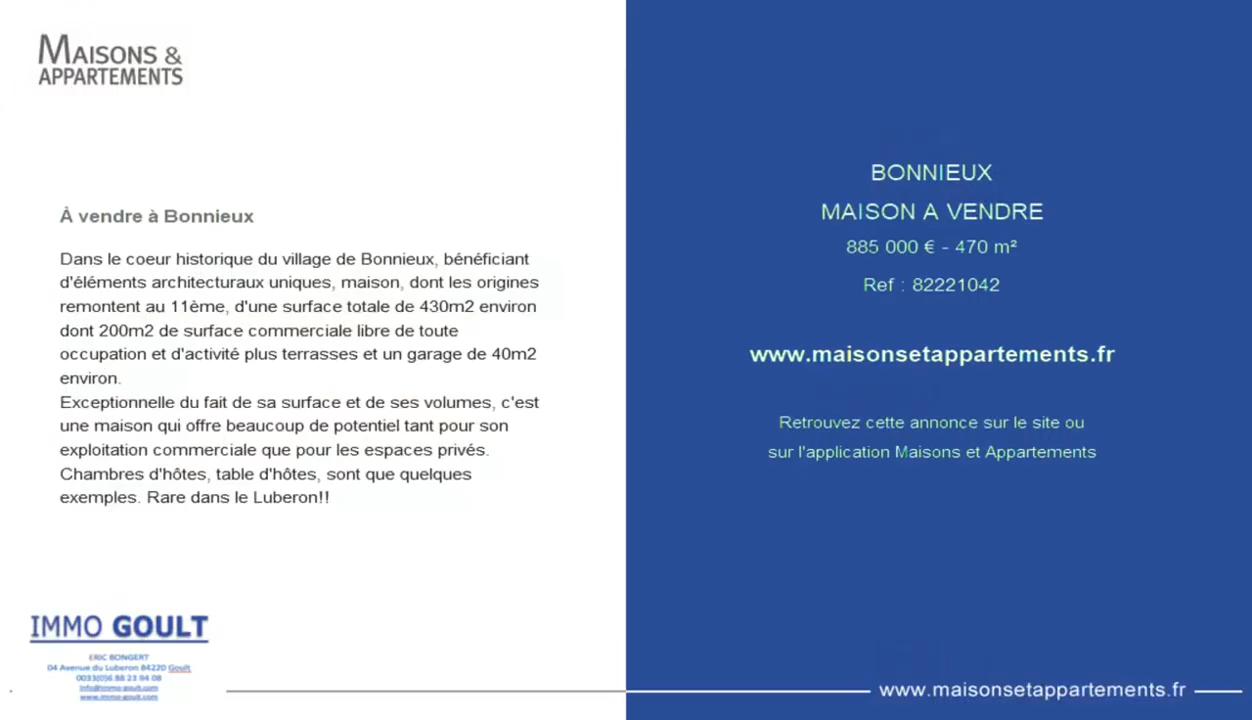 MAISONS &
APPARTEMENTS
À vendre à Bonnieux
Dans le coeur historique du village de Bonnieux, bénéficiant
d'éléments architecturaux uniques, maison, dont les origines
remontent au 11ème, d'une surface totale de 430m2 environ
dont 200m2 de surface commerciale libre de toute
occupation et d'activité plus terrasses et un garage de 40m2
environ.
Exceptionnelle du fait de sa surface et de ses volumes, c'est
une maison qui offre beaucoup de potentiel tant pour son
exploitation commerciale que pour les espaces privés.
Chambres d'hôtes, table d'hôtes, sont que quelques
exemples. Rare dans le Luberon!!
IMMO GOULT
ERIC BONGERT
04 Avenue du Luberon 84220 Goult
0033(0)6 88 23 94 08
info@immo-goult.com
www.immo-goult.com
BONNIEUX
MAISON A VENDRE
885 000 € - 470 m²
Ref : 82221042
www.maisonsetappartements.fr
Retrouvez cette annonce sur le site ou
sur l'application Maisons et Appartements
www.maisonsetappartements.fr